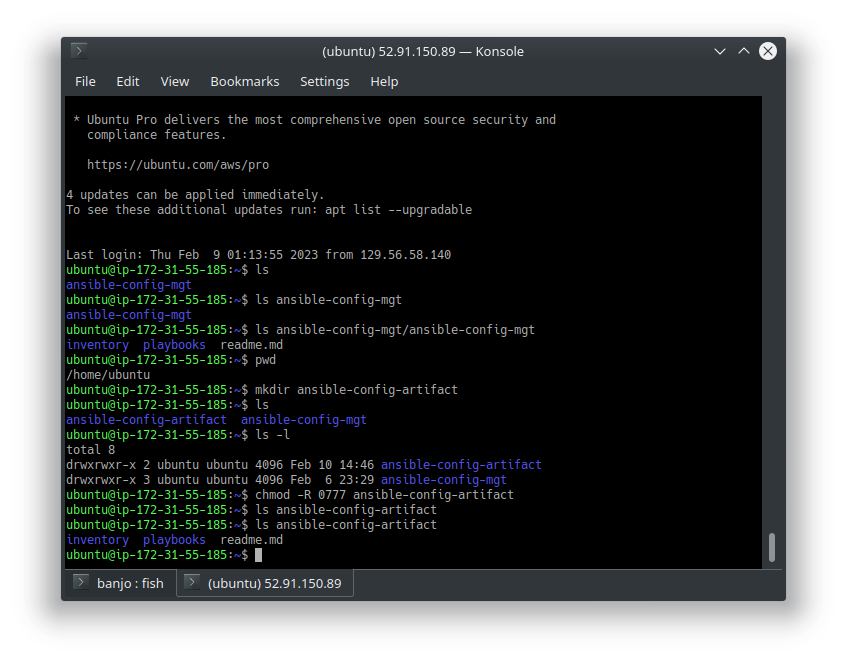 (ubuntu) 52.91.150.89 — Konsole
File Edit View Bookmarks Settings Help
* Ubuntu Pro delivers the most comprehensive open source security and
compliance features.
https://ubuntu.com/aws/pro
4 updates can be applied immediately.
To see these additional updates run: apt list --upgradable
Last login: Thu Feb  9 01:13:55 2023 from 129.56.58.140
ubuntu@ip-172-31-55-185:~$ ls
ansible-config-mgt
ubuntu@ip-172-31-55-185:~$ ls ansible-config-mgt
ansible-config-mgt
ubuntu@ip-172-31-55-185:~$ ls ansible-config-mgt/ansible-config-mgt
inventory  playbooks  readme.md
ubuntu@ip-172-31-55-185:~$ pwd
/home/ubuntu
ubuntu@ip-172-31-55-185:~$ mkdir ansible-config-artifact
ubuntu@ip-172-31-55-185:~$ ls
ansible-config-artifact  ansible-config-mgt
ubuntu@ip-172-31-55-185:~$ ls -l
total 8
drwxrwxr-x 2 ubuntu ubuntu 4096 Feb 10 14:46 ansible-config-artifact
drwxrwxr-x 3 ubuntu ubuntu 4096 Feb  6 23:29 ansible-config-mgt
ubuntu@ip-172-31-55-185:~$ chmod -R 0777 ansible-config-artifact
ubuntu@ip-172-31-55-185:~$ ls ansible-config-artifact
ubuntu@ip-172-31-55-185:~$ ls ansible-config-artifact
inventory  playbooks  readme.md
ubuntu@ip-172-31-55-185:~$
banjo : fish (ubuntu) 52.91.150.89